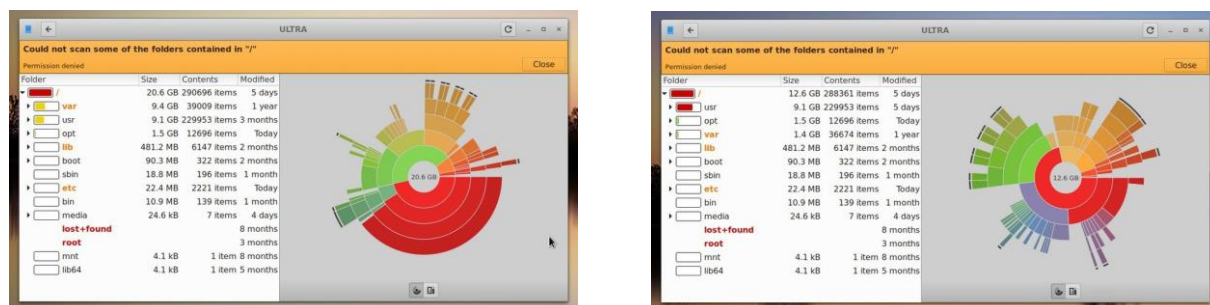 ULTRA
Could not scan some of the folders contained in "/"
Permission denied
Close
Folder Size Contents Modified
/ 20.6 GB 290696 items 5 days
var 9.4 GB 39009 items 1 year
usr 9.1 GB 229953 items 3 months
opt 1.5 GB 12696 items Today
lib 481.2 MB 6147 items 2 months
boot 90.3 MB 322 items 2 months
sbin 18.8 MB 196 items 1 month
etc 22.4 MB 2221 items Today
bin 10.9 MB 139 items 1 month
media 24.6 kB 7 items 4 days
lost+found 8 months
root 3 months
mnt 4.1 kB 1 item 8 months
lib64 4.1 kB 1 item 5 months
20.6 GB
ULTRA
Could not scan some of the folders contained in "/"
Permission denied
Close
Folder Size Contents Modified
/ 12.6 GB 288361 items 5 days
usr 9.1 GB 229953 items 3 months
opt 1.5 GB 12696 items Today
var 1.4 GB 36674 items 1 year
lib 481.2 MB 6147 items 2 months
boot 90.3 MB 322 items 2 months
sbin 18.8 MB 196 items 1 month
etc 22.4 MB 2221 items Today
bin 10.9 MB 139 items 1 month
media 24.6 kB 7 items 4 days
lost+found 8 months
root 3 months
mnt 4.1 kB 1 item 8 months
lib64 4.1 kB 1 item 5 months
12.6 GB